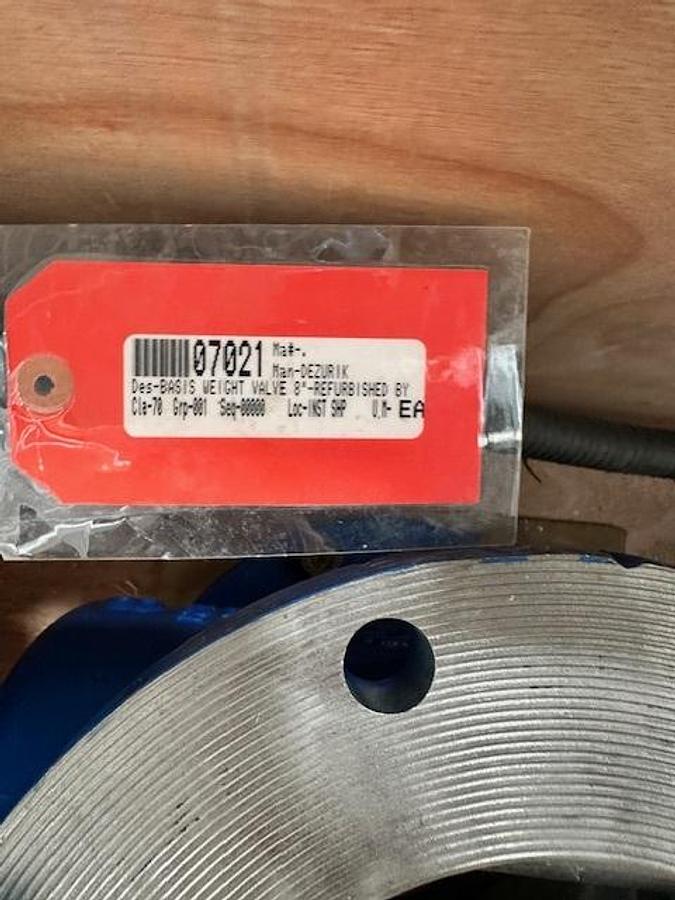 07021 Ma#-.
Man-DEZURIK
Des-BASIS WEIGHT VALVE 8"-REFURBISHED BY
Cla-70 Grp-001 Seq-00000 Loc-INST SHP U,M- EA